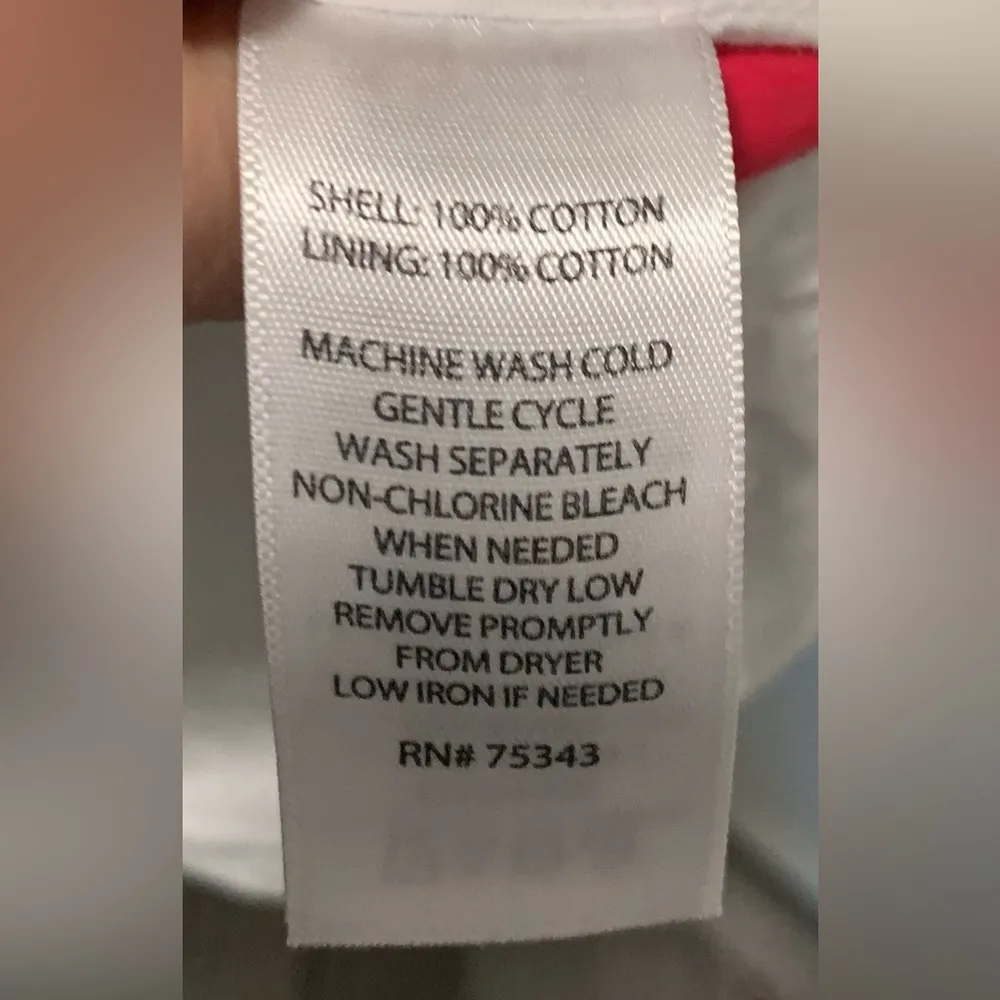 SHELL: 100% COTTON
LINING: 100% COTTON
MACHINE WASH COLD
GENTLE CYCLE
WASH SEPARATELY
NON-CHLORINE BLEACH
WHEN NEEDED
TUMBLE DRY LOW
REMOVE PROMPTLY
FROM DRYER
LOW IRON IF NEEDED
RN# 75343